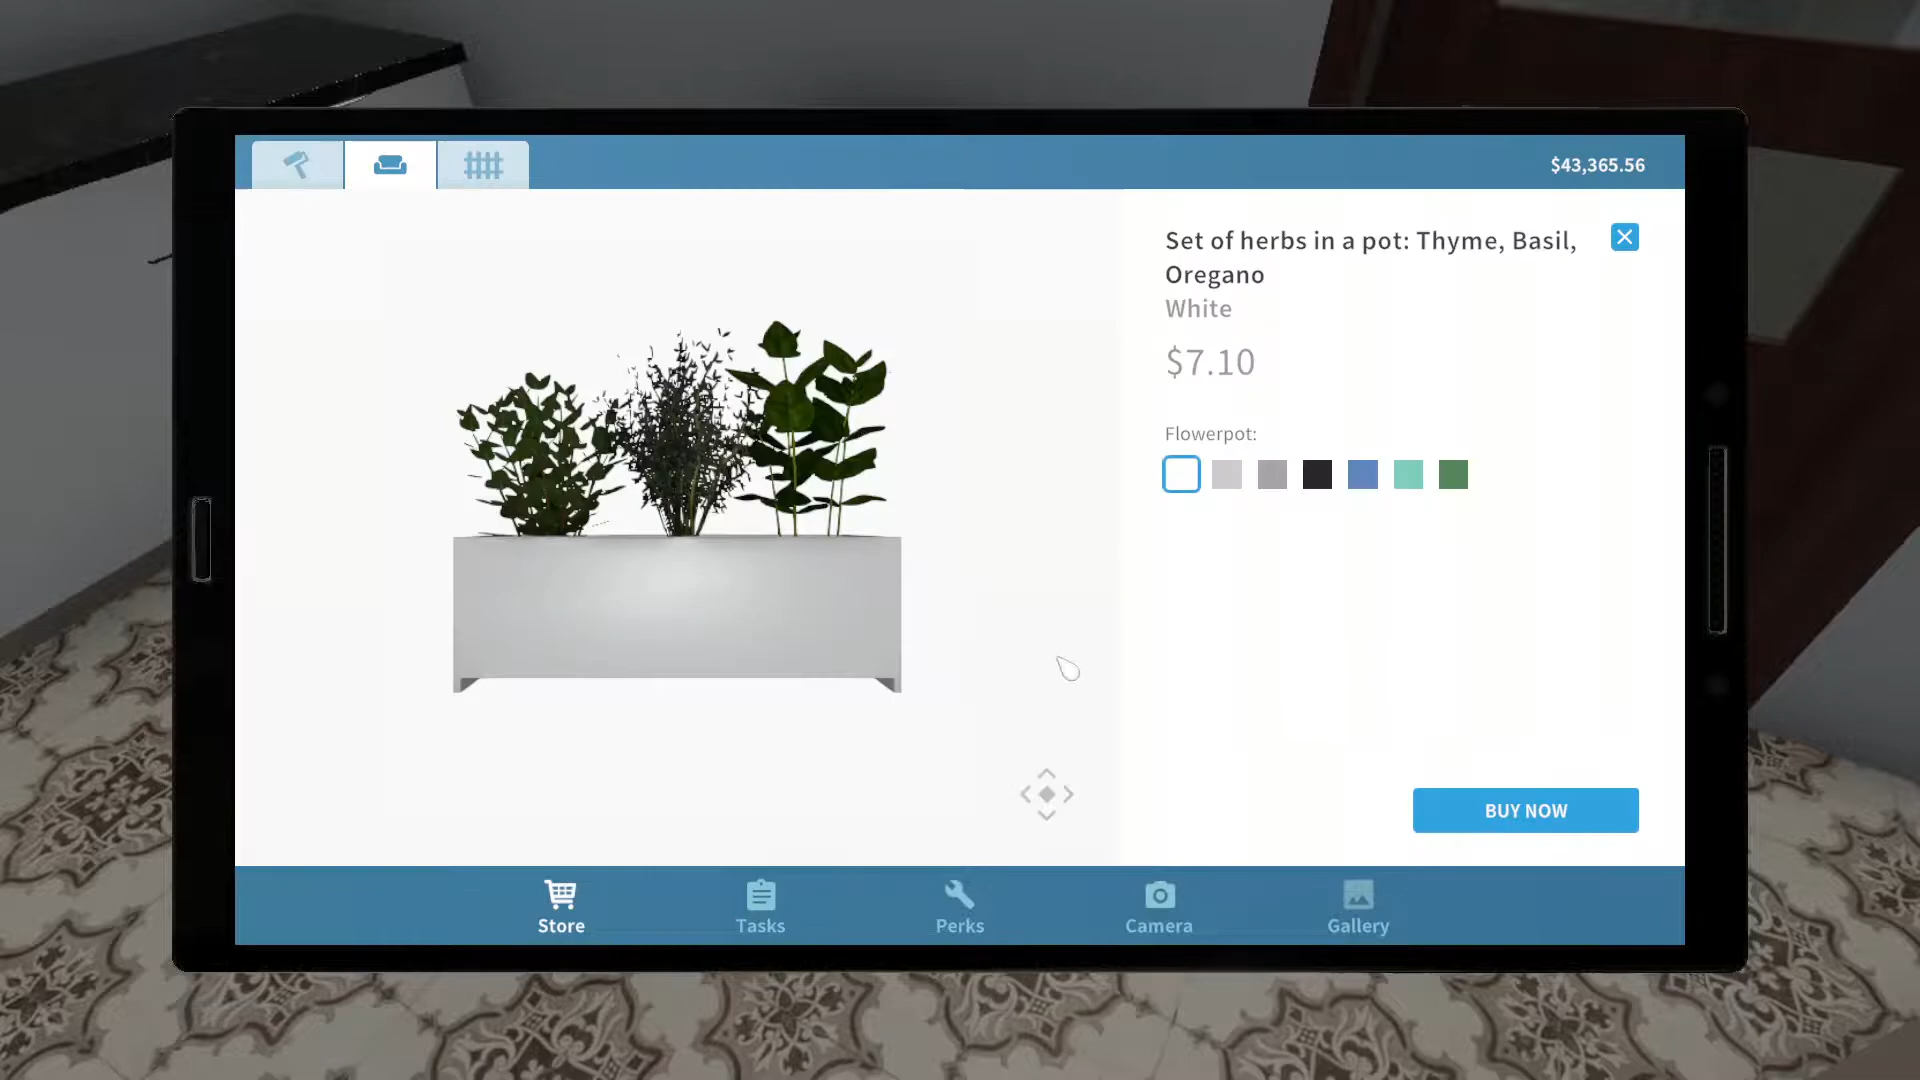 $43,365.56
Set of herbs in a pot: Thyme, Basil,
Oregano
White
$7.10
Flowerpot:
BUY NOW
Store
Tasks
Perks
Camera
Gallery